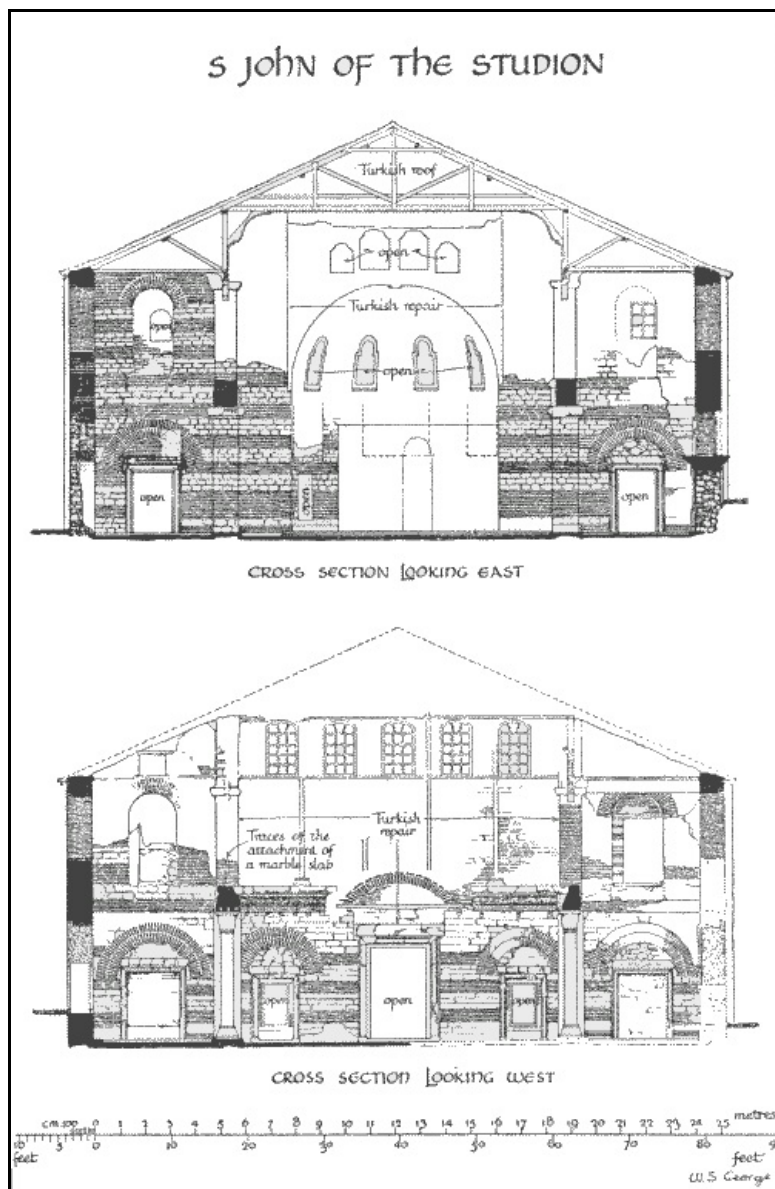 S JOHN OF THE STUDION
Turkish roof
open
Turkish repair
open
open
open
open
open
CROSS SECTION LOOKING EAST
Traces of the
attachment of
a marble slab
Turkish
repair
open
open
open
CROSS SECTION LOOKING WEST
0 1 2 3 4 5 6 7 8 9 10 11 12 13 14 15 16 17 18 19 20 21 22 23 24 25 metres
feet 0 10 20 30 40 50 60 70 80 feet
W.S George